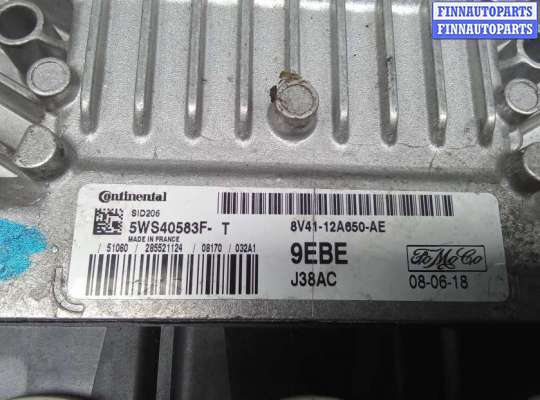 FINNAUTOPARTS
FINNAUTOPARTS
Continental
SID206
5WS40583F- T
MADE IN FRANCE
/ 51060 / 285521124 / 08170 / 032A1
8V41-12A650-AE
9EBE
J38AC
FoMoCo
08-06-18